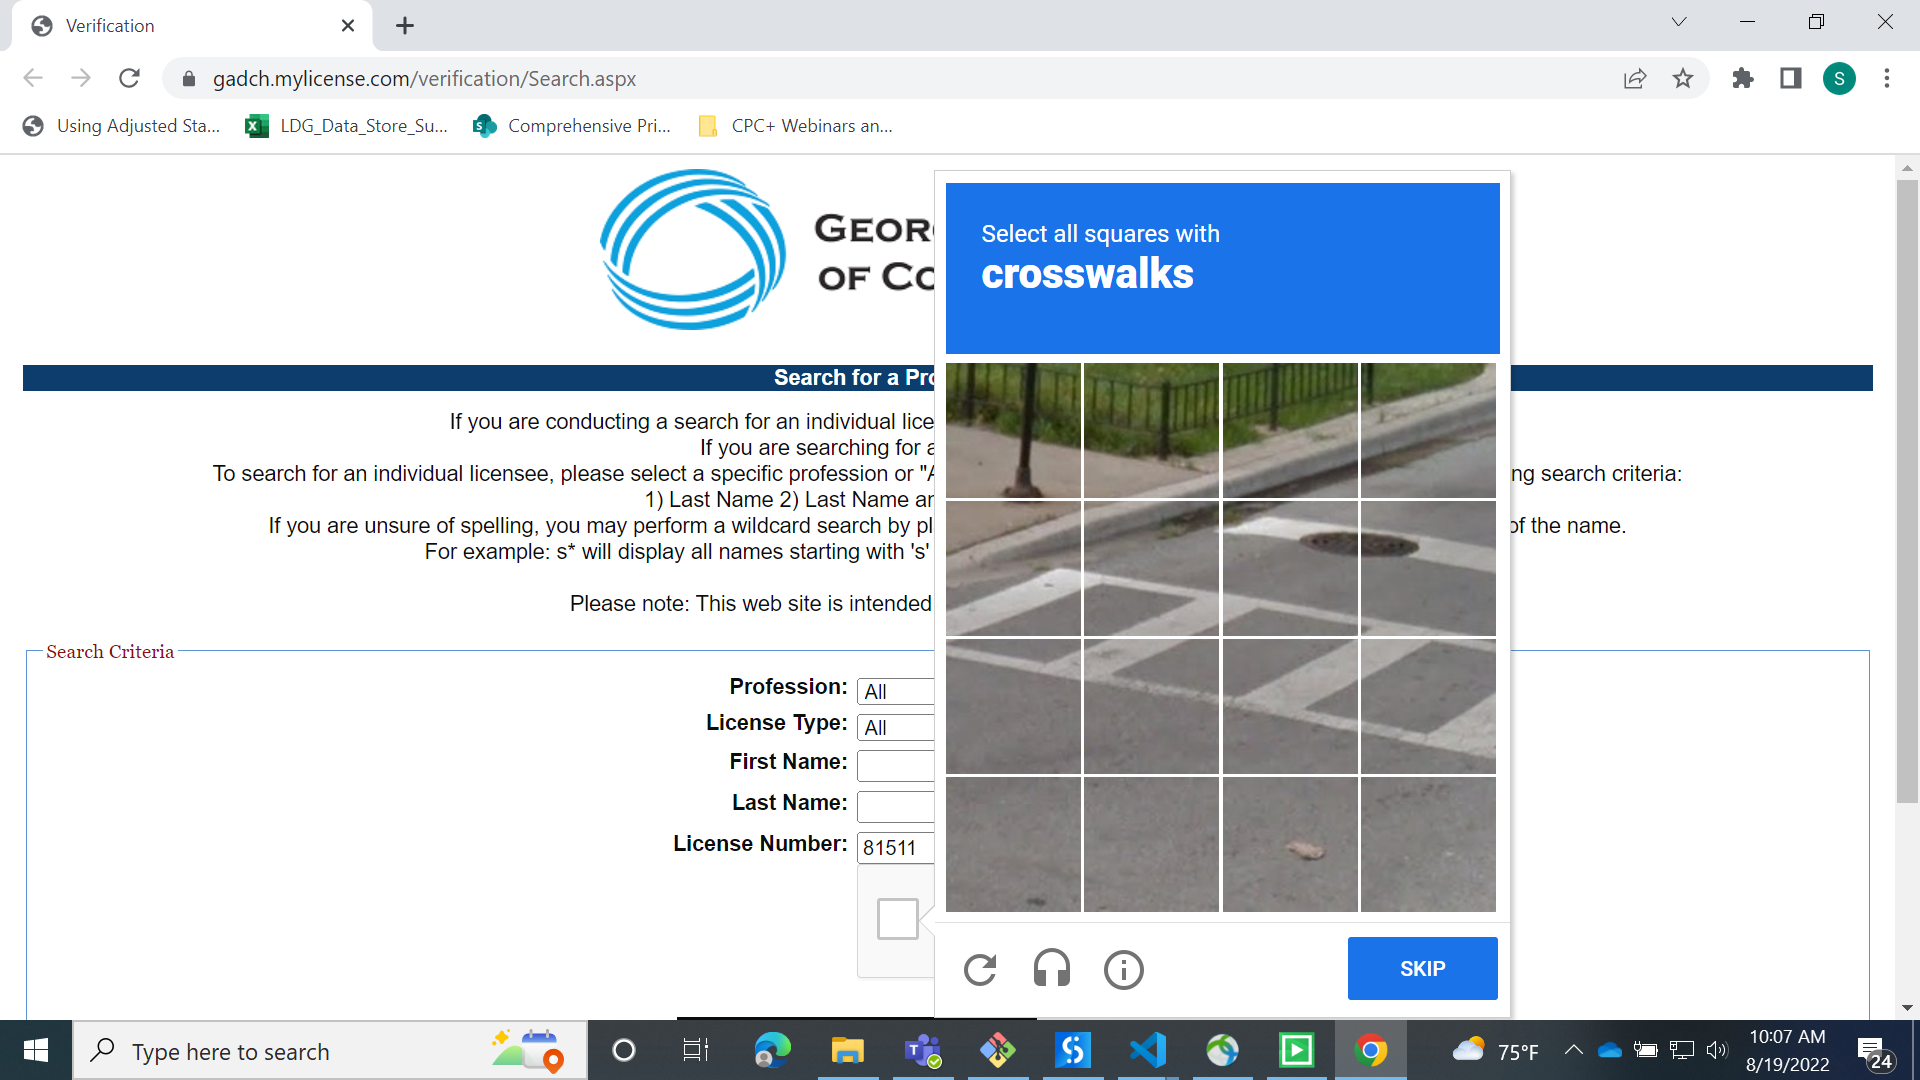 Verification
gadch.mylicense.com/verification/Search.aspx
S
Using Adjusted Sta...
LDG_Data_Store_Su...
Comprehensive Pri...
CPC+ Webinars an...
GEOR
OF CO
Select all squares with
crosswalks
Search for a Pro
If you are conducting a search for an individual lice
If you are searching for a
To search for an individual licensee, please select a specific profession or "A
ng search criteria:
1) Last Name 2) Last Name an
If you are unsure of spelling, you may perform a wildcard search by pl
of the name.
For example: s* will display all names starting with 's'
Please note: This web site is intended
Search Criteria
Profession: All
License Type: All
First Name:
Last Name:
License Number: 81511
SKIP
Type here to search
75°F
10:07 AM
8/19/2022
24